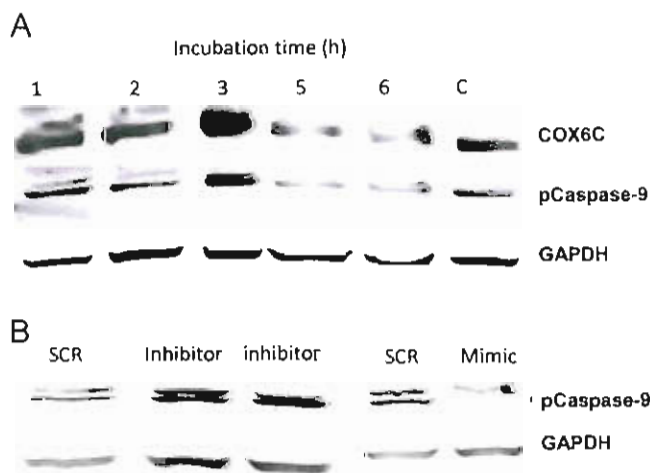 A
Incubation time (h)
1 2 3 5 6 C
COX6C
pCaspase-9
GAPDH
B
SCR Inhibitor inhibitor SCR Mimic
pCaspase-9
GAPDH